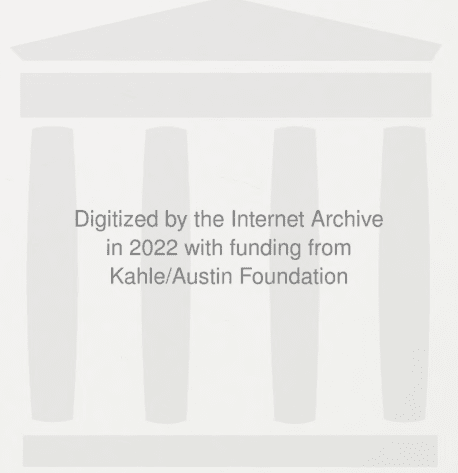 Digitized by the Internet Archive
in 2022 with funding from
Kahle/Austin Foundation